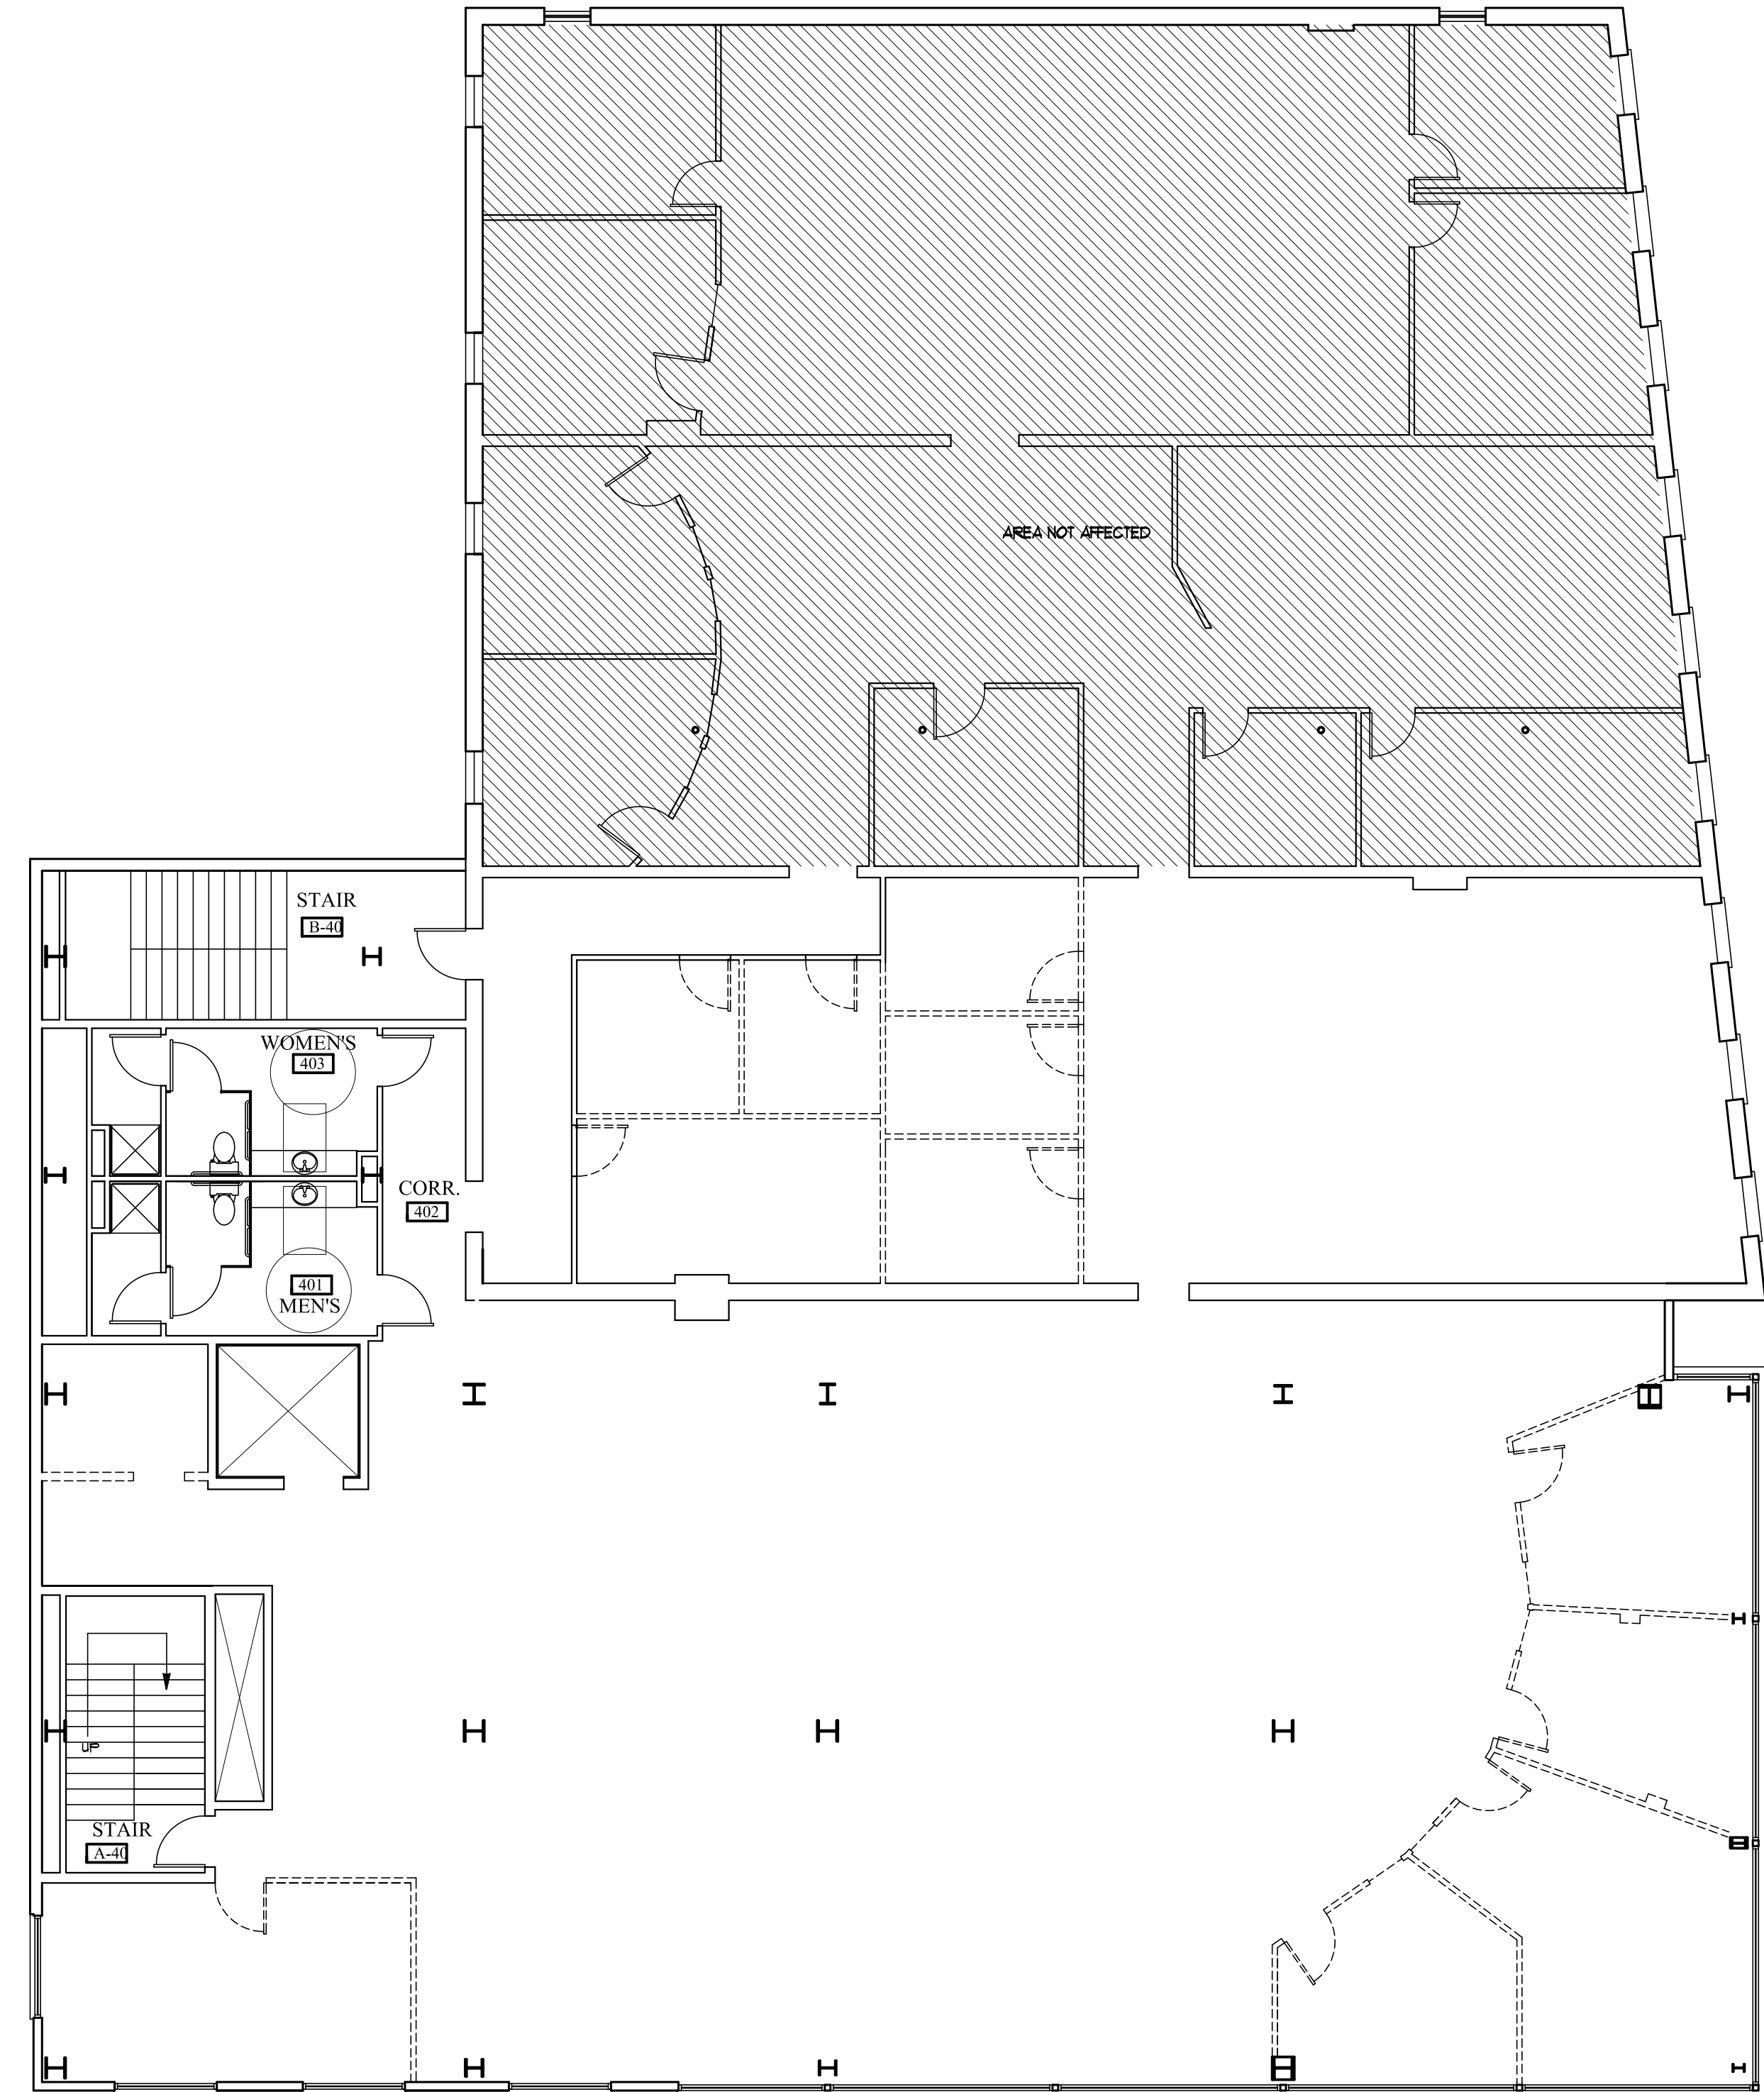 AREA NOT AFFECTED
STAIR
B-40
WOMEN'S
403
CORR.
402
401
MEN'S
UP
STAIR
A-40